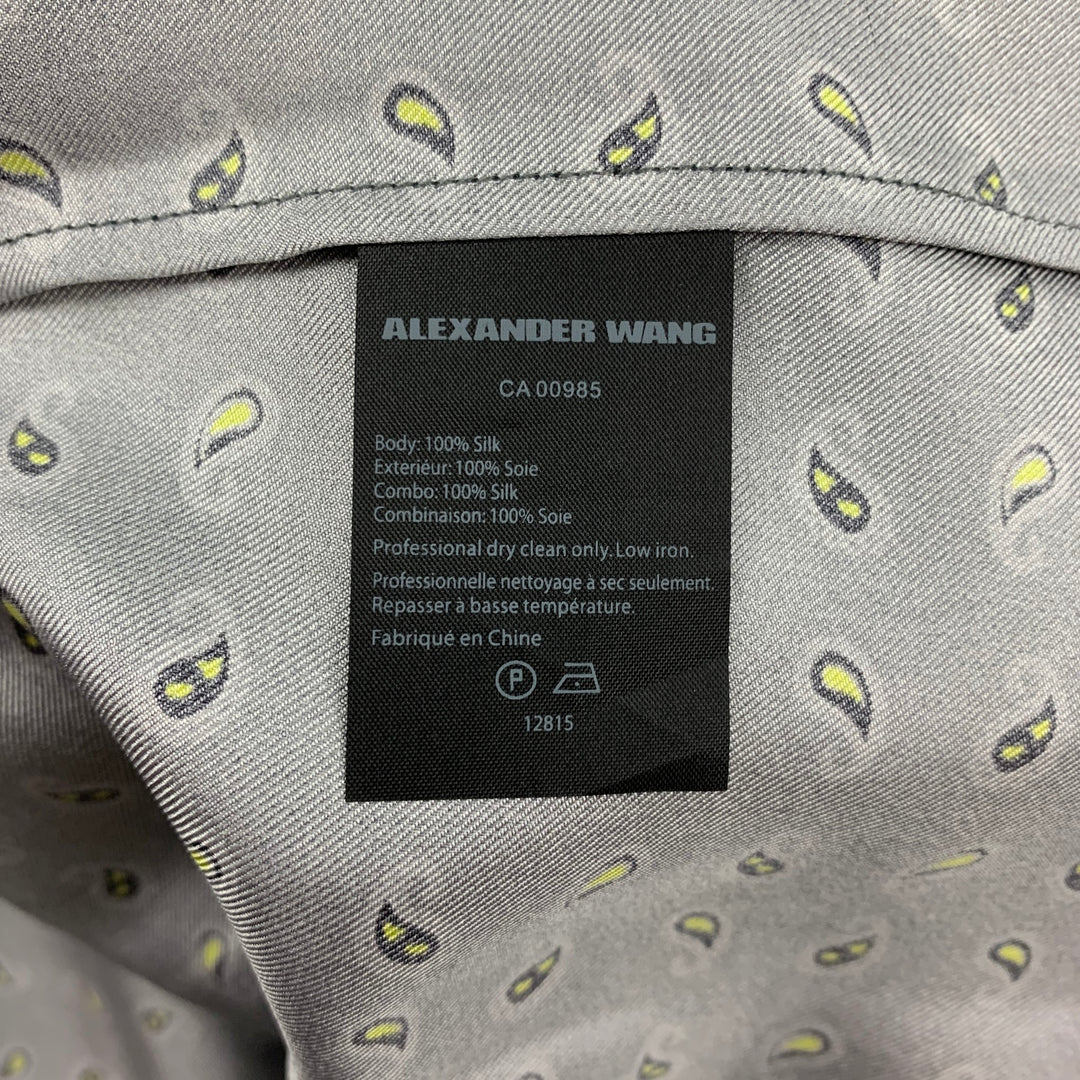 ALEXANDER WANG
CA 00985
Body: 100% Silk
Exterieur: 100% Soie
Combo: 100% Silk
Combinaison: 100% Soie
Professional dry clean only. Low iron.
Professionnelle nettoyage à sec seulement.
Repasser à basse température.
Fabriqué en Chine
P
12815